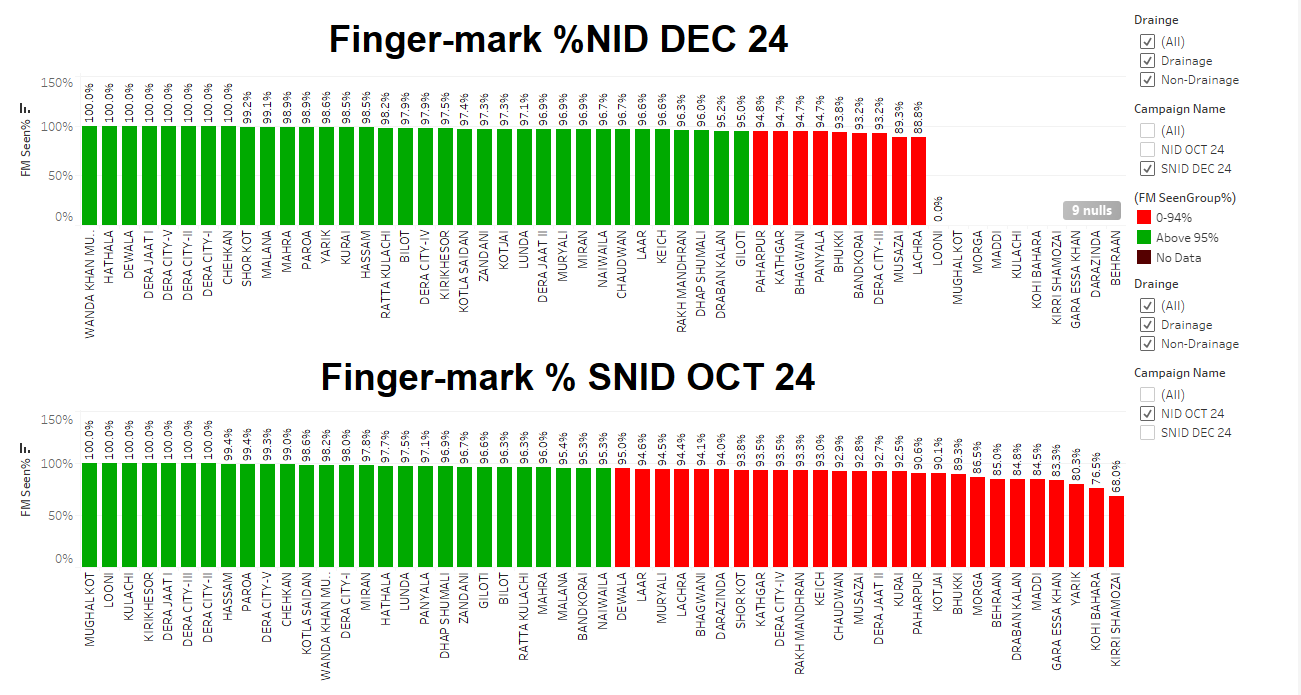 Finger-mark %NID DEC 24
FM Seen%
150%
100%
50%
0%
100.0% 100.0% 100.0% 100.0% 100.0% 100.0% 100.0% 100.0% 99.2% 99.1% 98.9% 98.9% 98.6% 98.5% 98.5% 98.2% 97.9% 97.9% 97.5% 97.4% 97.3% 97.3% 97.1% 96.9% 96.9% 96.9% 96.7% 96.7% 96.6% 96.6% 96.3% 96.0% 95.2% 95.0% 94.8% 94.7% 94.7% 94.7% 93.8% 93.2% 93.2% 89.3% 88.8% 0.0%
9 nulls
WANDA KHAN MU..
HATHALA
DEWALA
DERA JAAT I
DERA CITY-V
DERA CITY-II
DERA CITY-I
CHEHKAN
SHOR KOT
MALANA
MAHRA
PAROA
YARIK
KURAI
HASSAM
RATTA KULACHI
BILOT
DERA CITY-IV
KIRIKHESOR
KOTLA SAIDAN
ZANDANI
KOTJAI
LUNDA
DERA JAAT II
MURYALI
MIRAN
NAIWAILA
CHAUDWAN
LAAR
KEICH
RAKH MANDHRAN
DHAP SHUMALI
DRABAN KALAN
GILOTI
PAHARPUR
KATHGAR
BHAGWANI
PANYALA
BHUKKI
BANDKORAI
DERA CITY-III
MUSAZAI
LACHRA
LOONI
MUGHAL KOT
MORGA
MADDI
KULACHI
KOHI BAHARA
KIRRI SHAMOZAI
GARA ESSA KHAN
DARAZINDA
BEHRAAN
Finger-mark % SNID OCT 24
FM Seen%
150%
100%
50%
0%
100.0% 100.0% 100.0% 100.0% 100.0% 100.0% 100.0% 99.4% 99.4% 99.3% 99.0% 98.6% 98.2% 98.0% 97.8% 97.7% 97.5% 97.1% 96.9% 96.7% 96.6% 96.3% 96.3% 96.0% 95.4% 95.3% 95.3% 95.0% 94.6% 94.5% 94.4% 94.1% 94.0% 93.8% 93.5% 93.5% 93.3% 93.0% 92.9% 92.8% 92.7% 92.5% 90.6% 90.1% 89.3% 86.5% 85.0% 84.8% 84.5% 83.3% 80.3% 76.5% 68.0%
MUGHAL KOT
LOONI
KULACHI
KIRIKHESOR
DERA JAAT I
DERA CITY-III
DERA CITY-II
HASSAM
PAROA
DERA CITY-V
CHEHKAN
KOTLA SAIDAN
WANDA KHAN MU..
DERA CITY-I
MIRAN
HATHALA
LUNDA
PANYALA
DHAP SHUMALI
ZANDANI
GILOTI
BILOT
RATTA KULACHI
MAHRA
MALANA
BANDKORAI
NAIWAILA
DEWALA
LAAR
MURYALI
LACHRA
BHAGWANI
DARAZINDA
SHOR KOT
KATHGAR
DERA CITY-IV
RAKH MANDHRAN
KEICH
CHAUDWAN
MUSAZAI
DERA JAAT II
KURAI
PAHARPUR
KOTJAI
BHUKKI
MORGA
BEHRAAN
DRABAN KALAN
MADDI
GARA ESSA KHAN
YARIK
KOHI BAHARA
KIRRI SHAMOZAI
Drainge
(All)
Drainage
Non-Drainage
Campaign Name
(All)
NID OCT 24
SNID DEC 24
(FM SeenGroup%)
0-94%
Above 95%
No Data
Drainge
(All)
Drainage
Non-Drainage
Campaign Name
(All)
NID OCT 24
SNID DEC 24